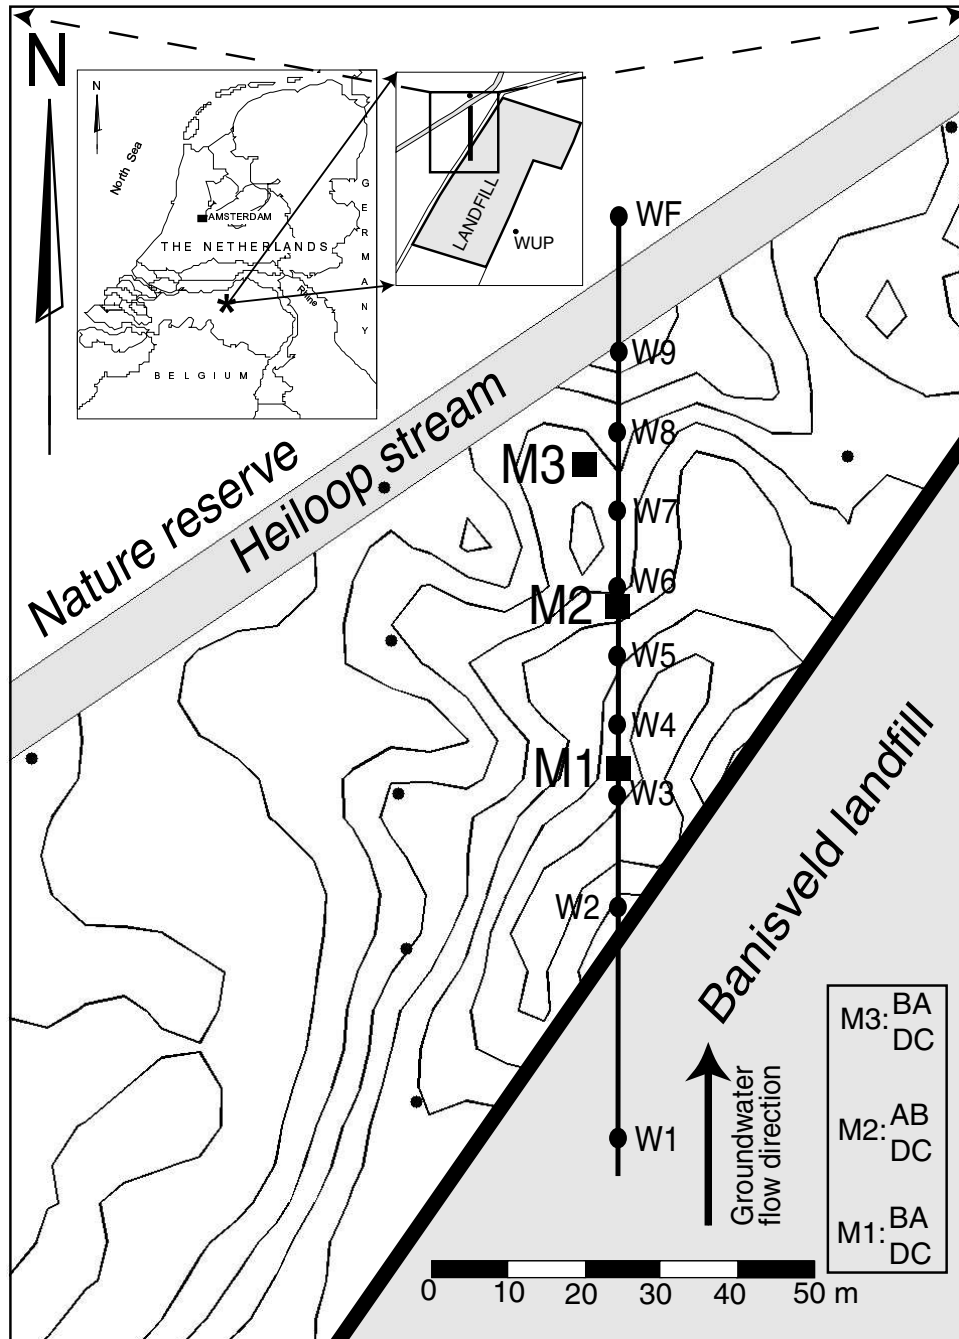 N
N
North Sea
AMSTERDAM
THE NETHERLANDS
GERMANY
Rhine
BELGIUM
LANDFILL
WUP
WF
W9
W8
M3
W7
W6
M2
W5
W4
M1
W3
W2
W1
Nature reserve
Heiloop stream
Banisveld landfill
Groundwater
flow direction
M3: BA
DC
M2: AB
DC
M1: BA
DC
0 10 20 30 40 50 m